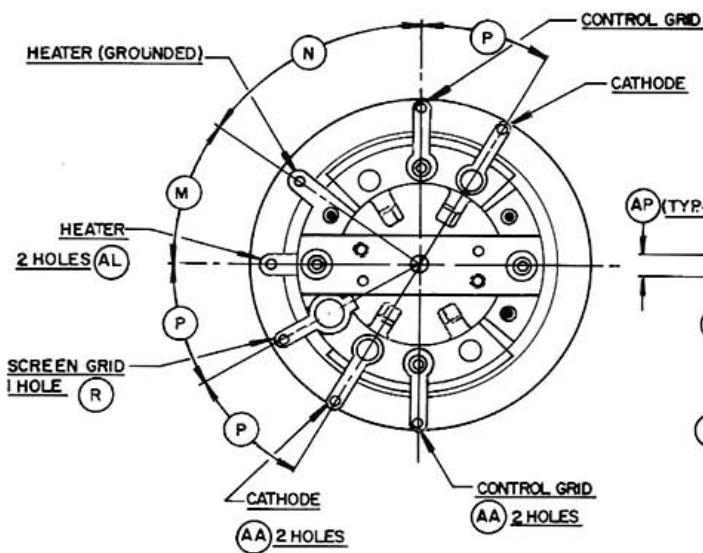 CONTROL GRID
N
P
HEATER (GROUNDED)
CATHODE
M
AP (TYP.
HEATER
2 HOLES AL
P
SCREEN GRID
1 HOLE R
P
CATHODE
AA 2 HOLES
CONTROL GRID
AA 2 HOLES